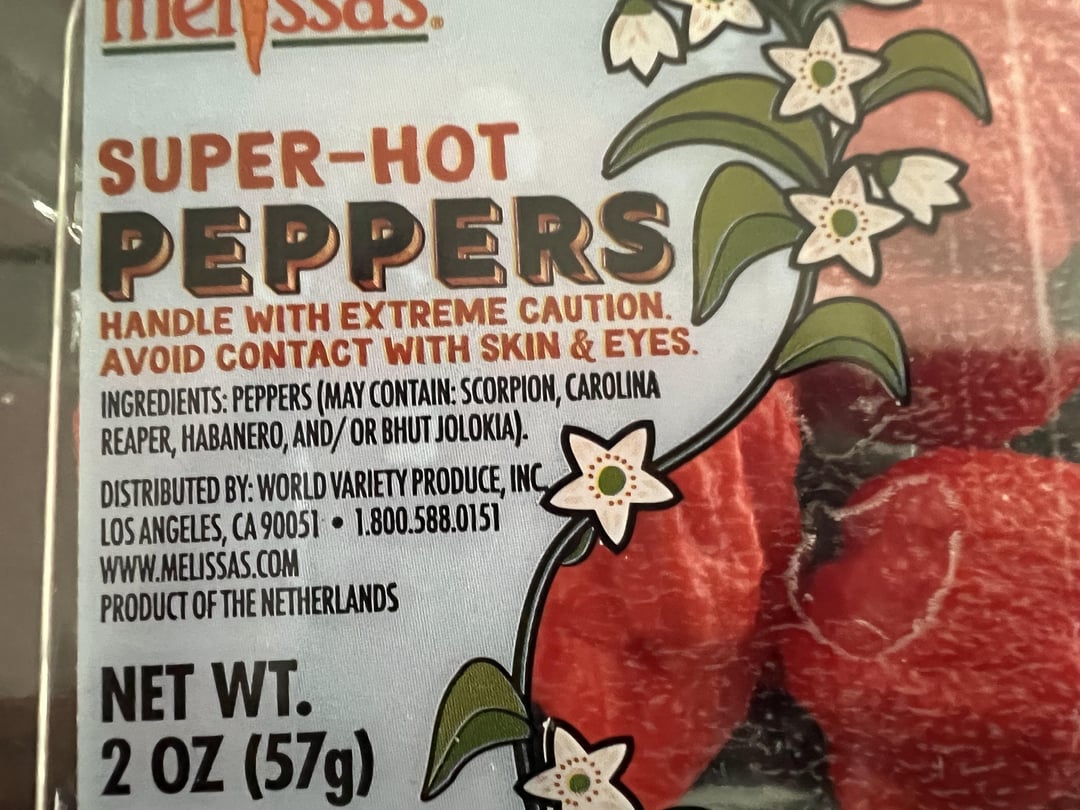 melissas®
SUPER-HOT
PEPPERS
HANDLE WITH EXTREME CAUTION.
AVOID CONTACT WITH SKIN & EYES.
INGREDIENTS: PEPPERS (MAY CONTAIN: SCORPION, CAROLINA
REAPER, HABANERO, AND/ OR BHUT JOLOKIA).
DISTRIBUTED BY: WORLD VARIETY PRODUCE, INC.
LOS ANGELES, CA 90051 • 1.800.588.0151
WWW.MELISSAS.COM
PRODUCT OF THE NETHERLANDS
NET WT.
2 OZ (57g)